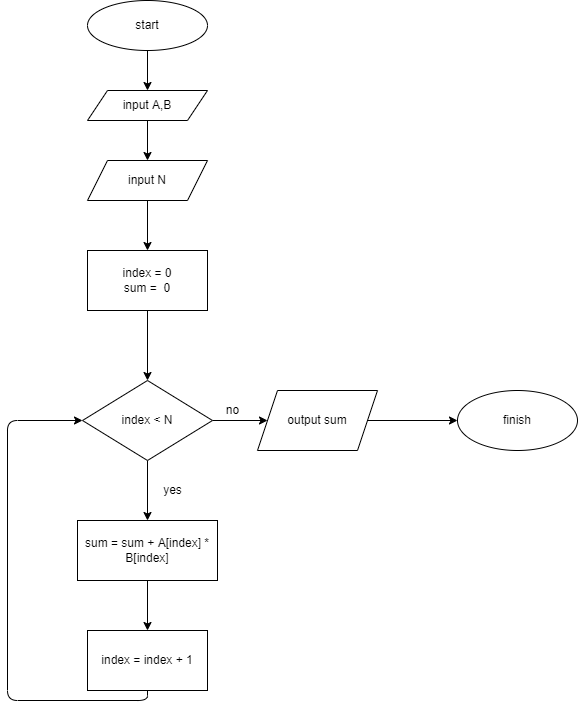 start
input A,B
input N
index = 0
sum = 0
index < N
no
output sum
finish
yes
sum = sum + A[index] *
B[index]
index = index + 1